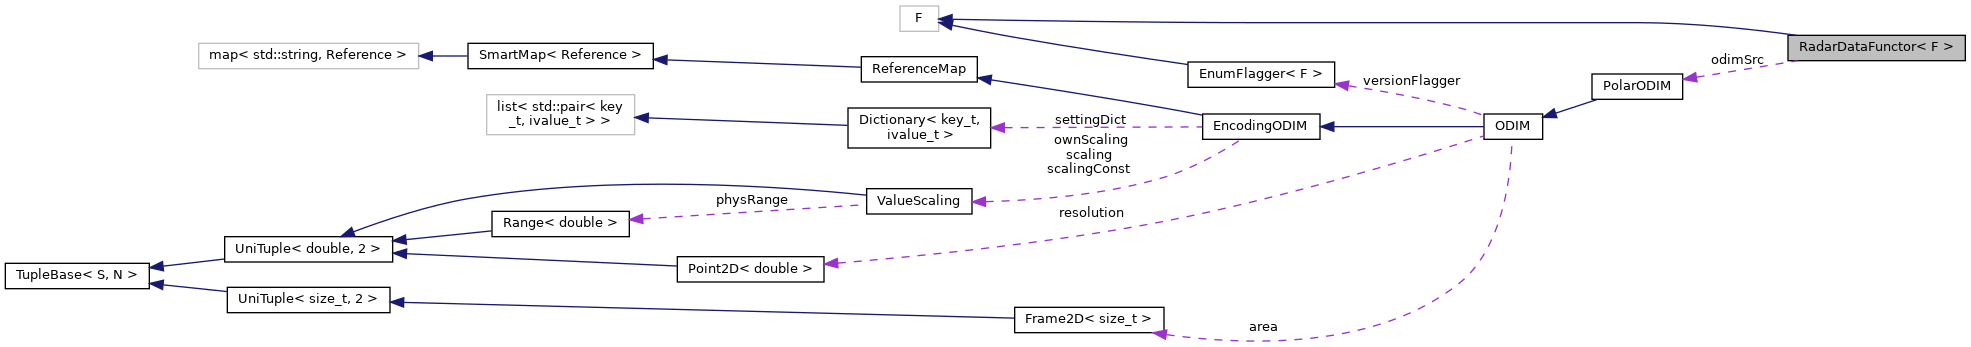 F
RadarDataFunctor< F >
map< std::string, Reference >
SmartMap< Reference >
odimSrc
ReferenceMap
EnumFlagger< F >
versionFlagger
PolarODIM
list< std::pair< key
_t, ivalue_t > >
Dictionary< key_t,
ivalue_t >
settingDict
EncodingODIM
ODIM
ownScaling
scaling
scalingConst
physRange
ValueScaling
resolution
Range< double >
UniTuple< double, 2 >
TupleBase< S, N >
Point2D< double >
UniTuple< size_t, 2 >
Frame2D< size_t >
area